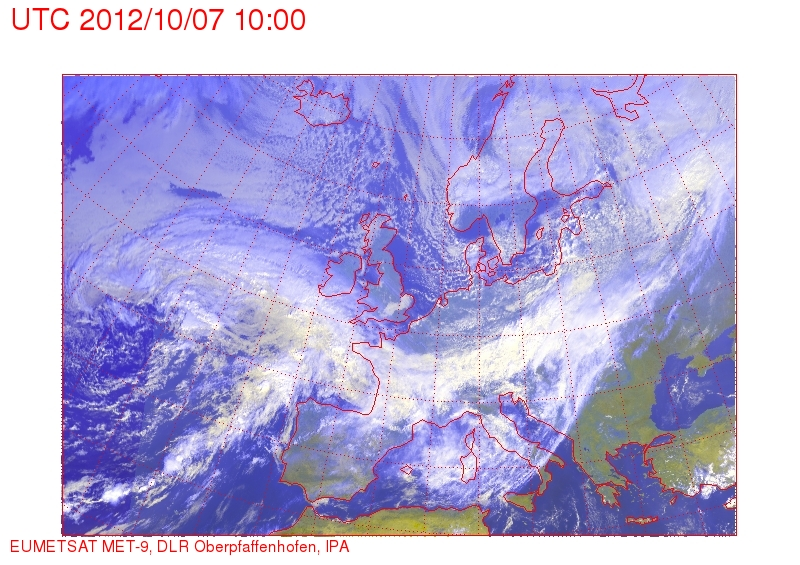 UTC 2012/10/07 10:00
EUMETSAT MET-9, DLR Oberpfaffenhofen, IPA